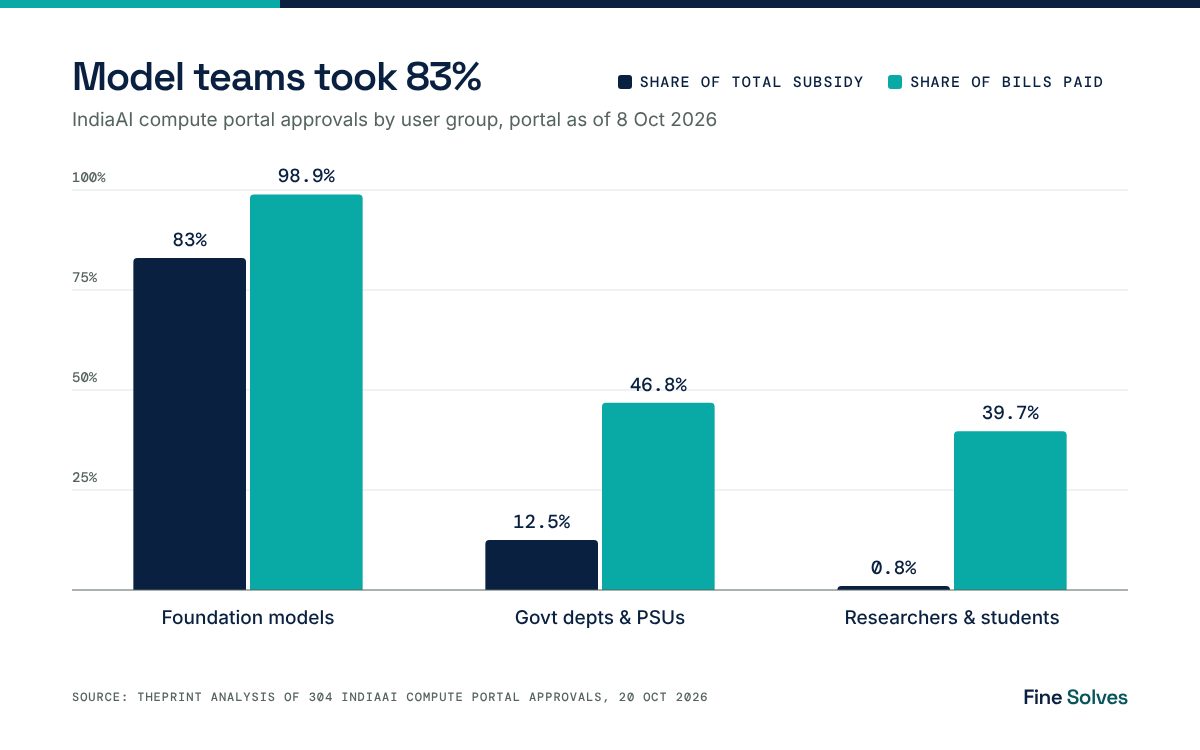 Model teams took 83%
SHARE OF TOTAL SUBSIDY
SHARE OF BILLS PAID
IndiaAI compute portal approvals by user group, portal as of 8 Oct 2026
100%
75%
50%
25%
83%
98.9%
12.5%
46.8%
0.8%
39.7%
Foundation models
Govt depts & PSUs
Researchers & students
SOURCE: THEPRINT ANALYSIS OF 304 INDIAAI COMPUTE PORTAL APPROVALS, 20 OCT 2026
Fine Solves